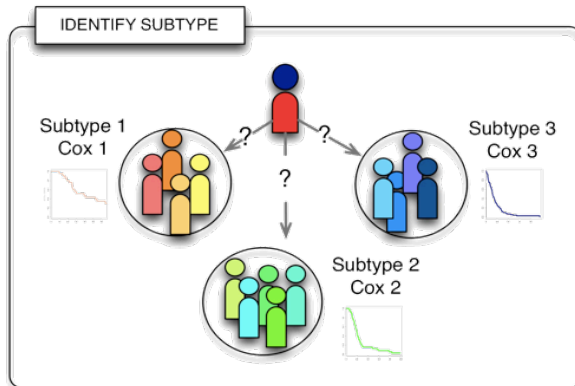 IDENTIFY SUBTYPE
Subtype 1
Cox 1
?
?
?
Subtype 3
Cox 3
Subtype 2
Cox 2